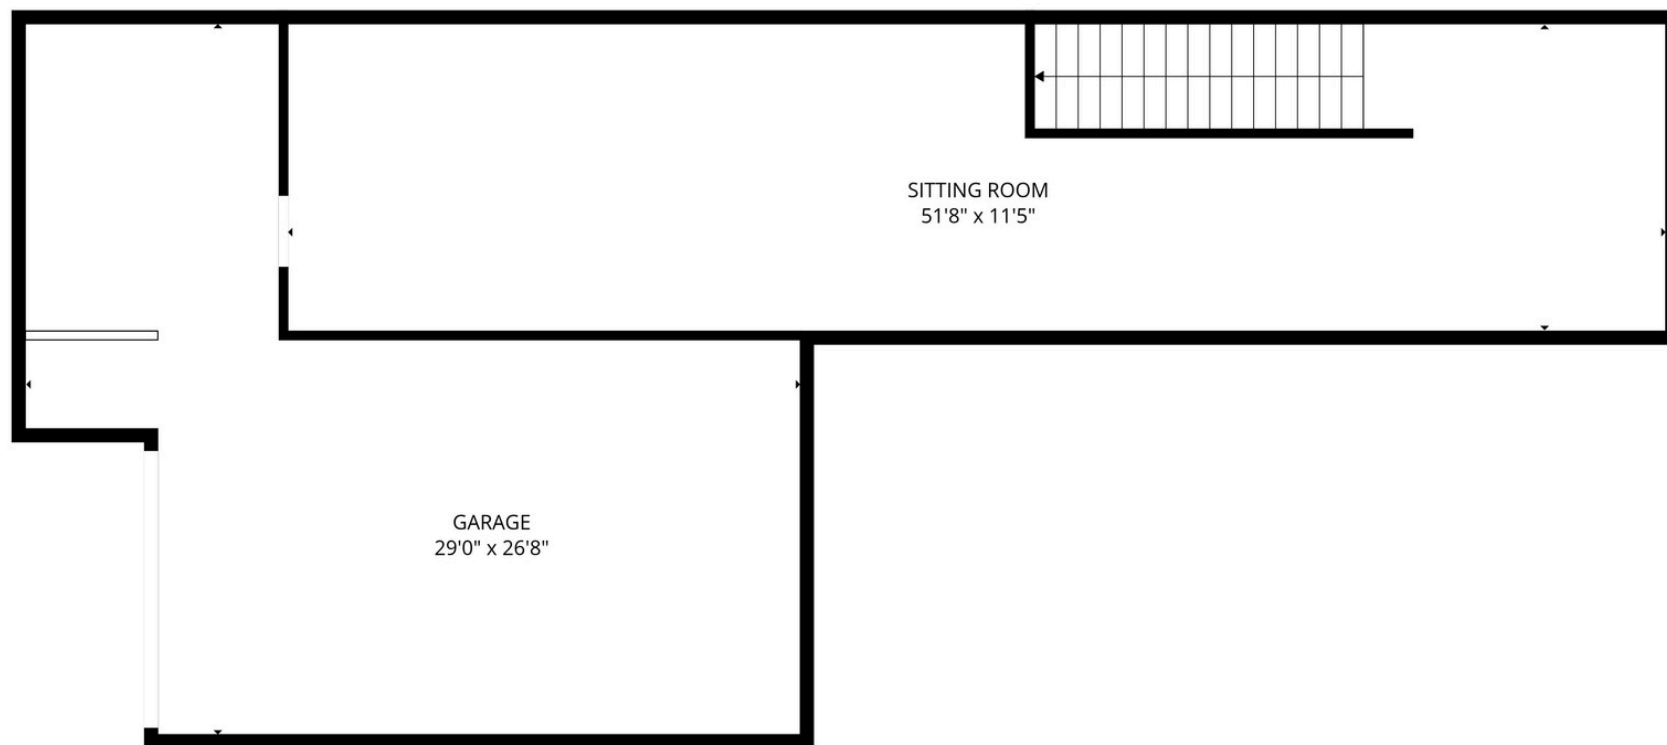 SITTING ROOM
51'8" x 11'5"
GARAGE
29'0" x 26'8"